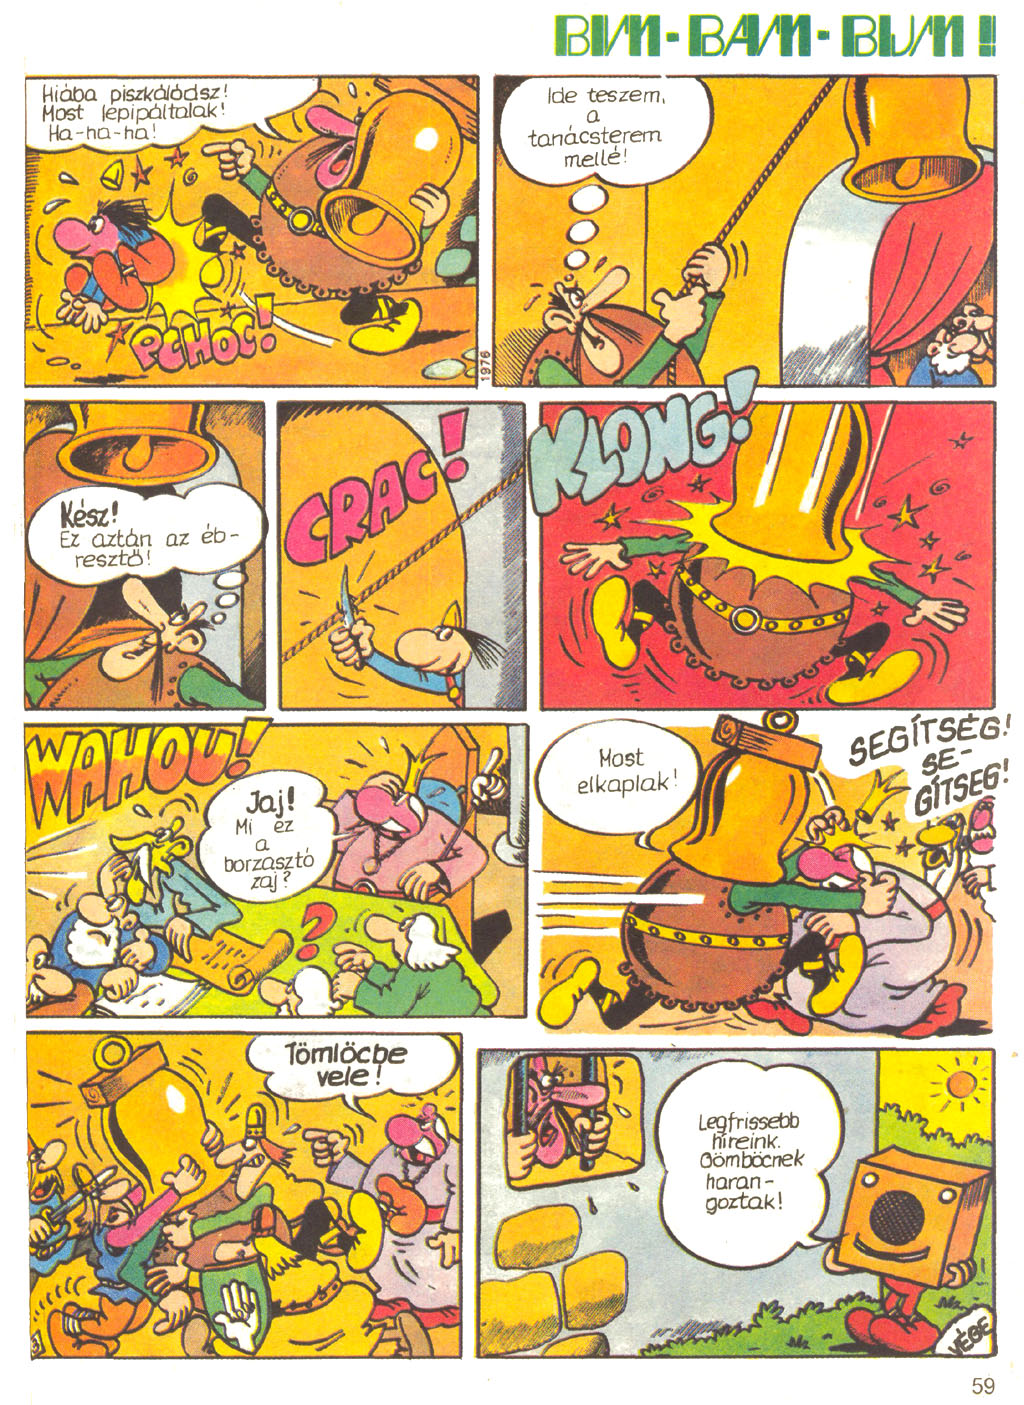 BIM-BAM-BUM!
Hiába piszkálódsz!
Most lepipáltalak!
Ha-ha-ha!
PCHOC!
1976
Ide teszem,
a
tanácsterem
mellé!
Kész!
Ez aztán az éb-
resztő!
CRAC!
KLONG!
WAHOU!
Jaj!
Mi ez
a
borzasztó
zaj?
?
Most
elkaplak!
SEGÍTSÉG!
SE-
GÍTSEG!
Tömlöcbe
vele!
Legfrissebb
híreink.
Gömböcnek
haran-
goztak!
VÉGE
59